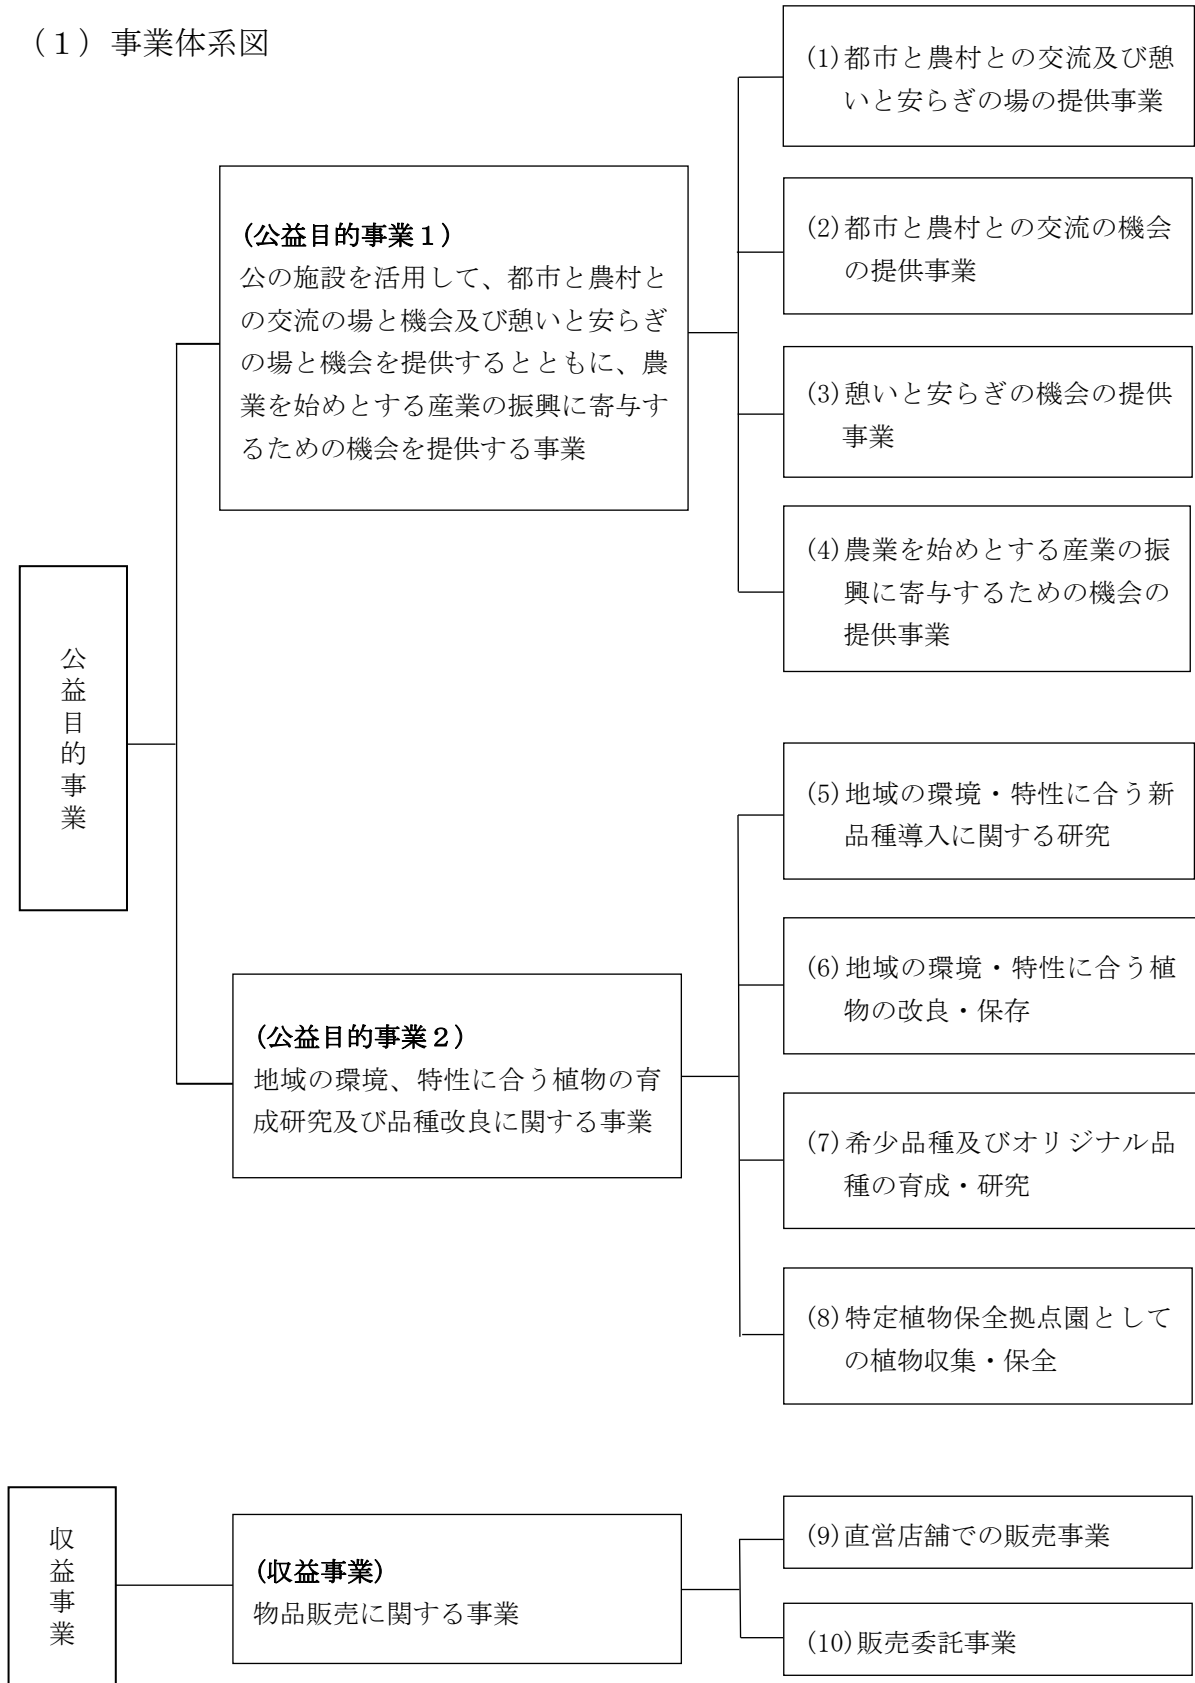 （１）事業体系図
(1)都市と農村との交流及び憩
いと安らぎの場の提供事業
(公益目的事業１)
公の施設を活用して、都市と農村と
の交流の場と機会及び憩いと安らぎ
の場と機会を提供するとともに、農
業を始めとする産業の振興に寄与す
るための機会を提供する事業
(2)都市と農村との交流の機会
の提供事業
(3)憩いと安らぎの機会の提供
事業
(4)農業を始めとする産業の振
興に寄与するための機会の
提供事業
公益目的事業
(5)地域の環境・特性に合う新
品種導入に関する研究
(6)地域の環境・特性に合う植
物の改良・保存
(公益目的事業２)
地域の環境、特性に合う植物の育
成研究及び品種改良に関する事業
(7)希少品種及びオリジナル品
種の育成・研究
(8)特定植物保全拠点園として
の植物収集・保全
収益事業
(収益事業)
物品販売に関する事業
(9)直営店舗での販売事業
(10)販売委託事業